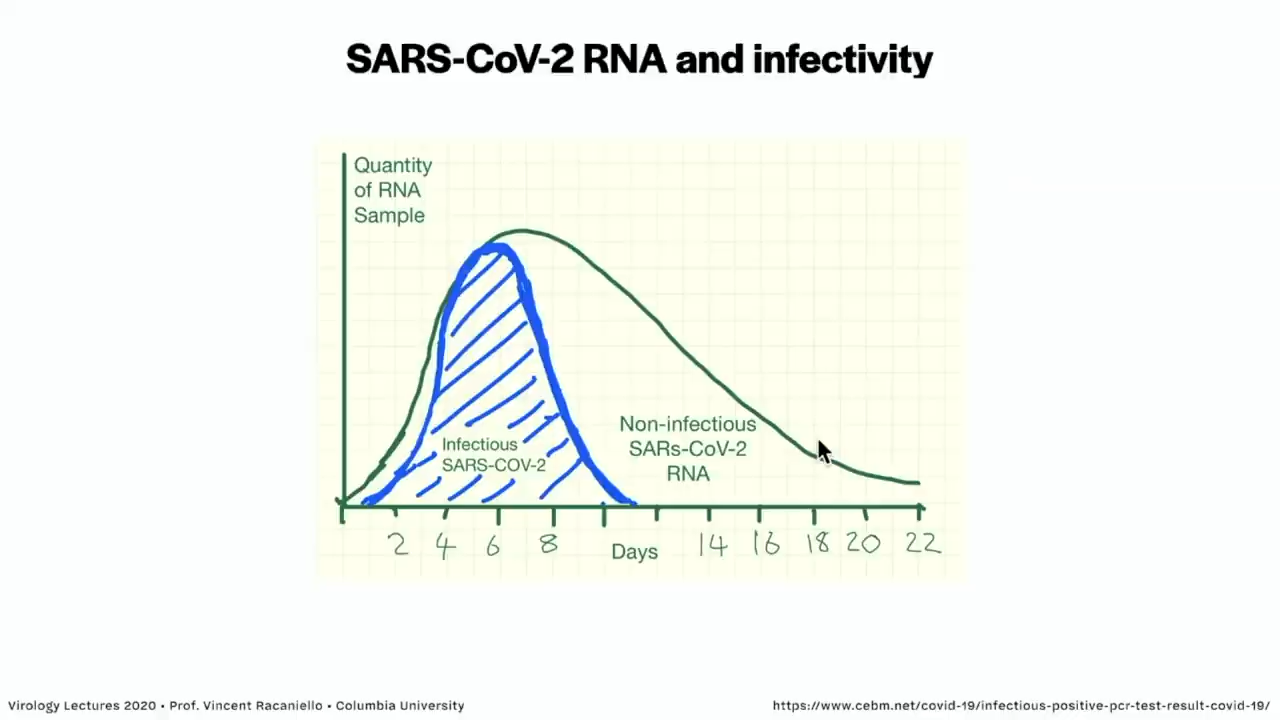 SARS-CoV-2 RNA and infectivity
Quantity
of RNA
Sample
Infectious
SARS-COV-2
Non-infectious
SARs-CoV-2
RNA
2 4 6 8 Days 14 16 18 20 22
Virology Lectures 2020 • Prof. Vincent Racaniello • Columbia University
https://www.cebm.net/covid-19/infectious-positive-pcr-test-result-covid-19/